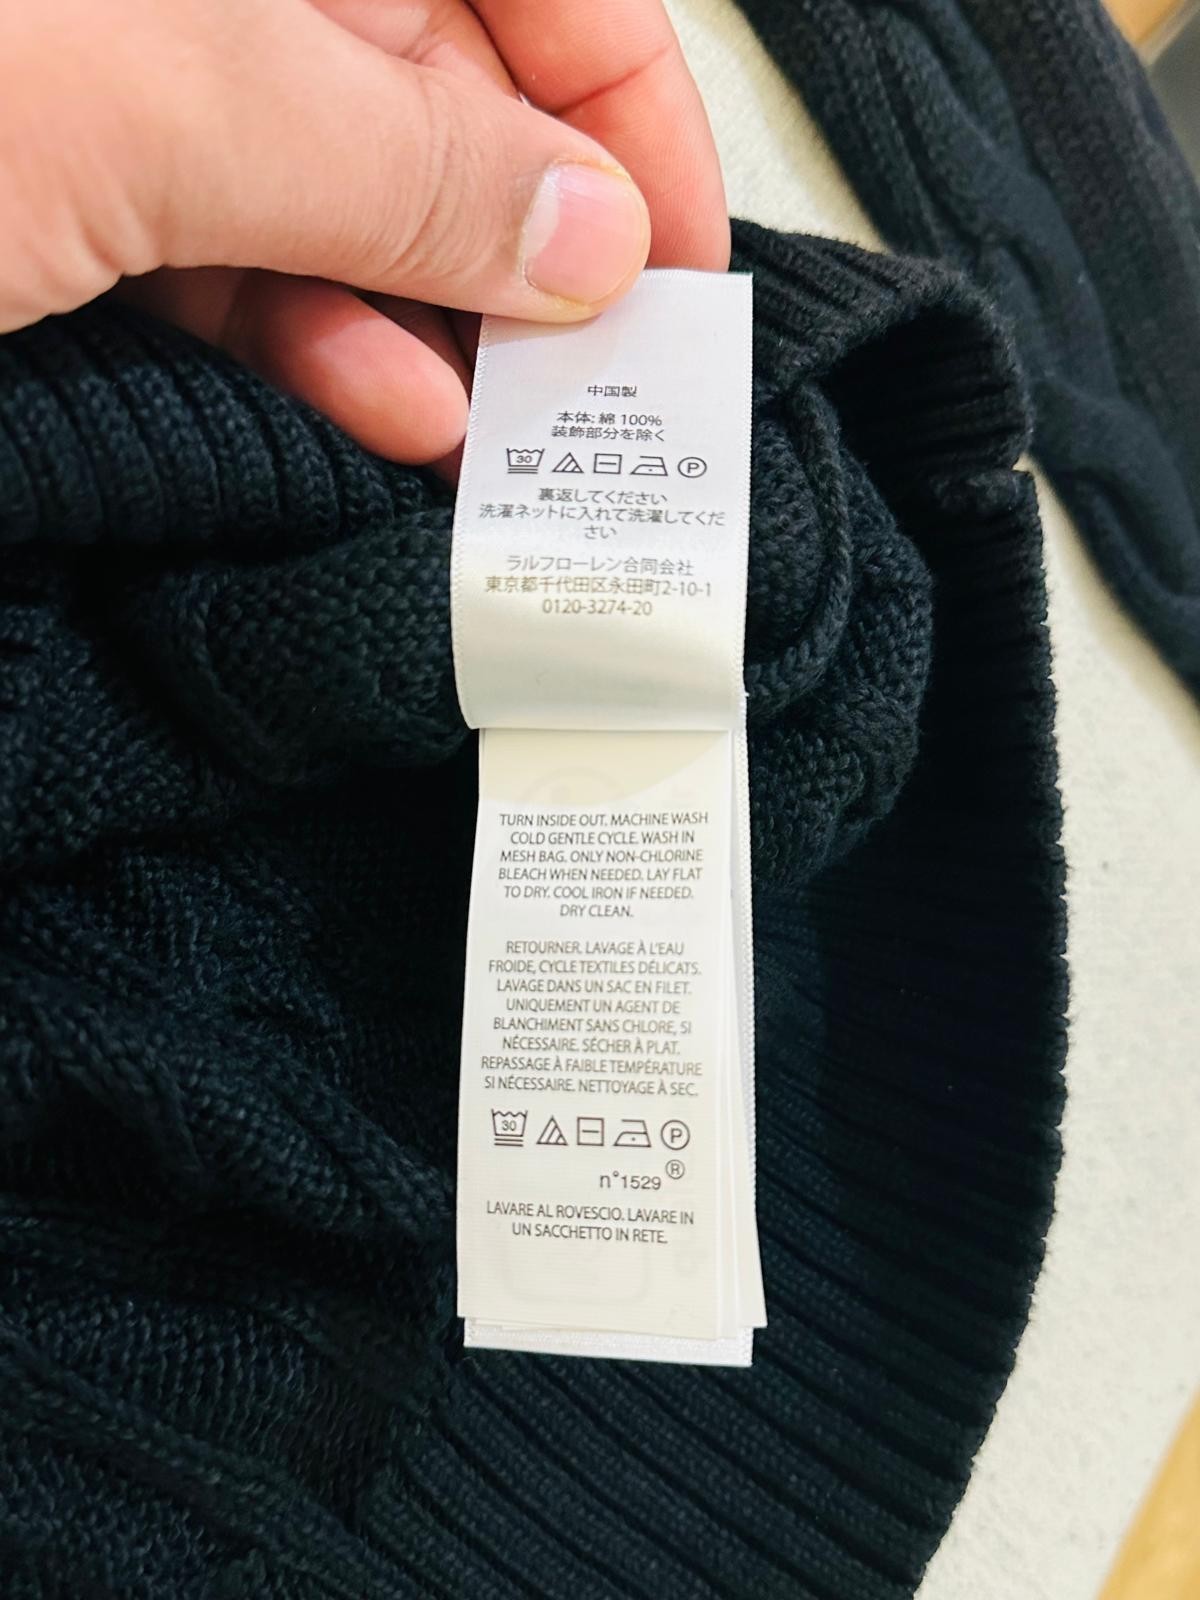 中国製
本体: 綿 100%
装飾部分を除く
30 P
裏返してください
洗濯ネットに入れて洗濯してくだ
さい
ラルフローレン合同会社
東京都千代田区永田町2-10-1
0120-3274-20
TURN INSIDE OUT. MACHINE WASH
COLD GENTLE CYCLE. WASH IN
MESH BAG. ONLY NON-CHLORINE
BLEACH WHEN NEEDED. LAY FLAT
TO DRY. COOL IRON IF NEEDED.
DRY CLEAN.
RETOURNER. LAVAGE À L'EAU
FROIDE, CYCLE TEXTILES DÉLICATS.
LAVAGE DANS UN SAC EN FILET.
UNIQUEMENT UN AGENT DE
BLANCHIMENT SANS CHLORE, SI
NÉCESSAIRE. SÉCHER À PLAT.
REPASSAGE À FAIBLE TEMPÉRATURE
SI NÉCESSAIRE. NETTOYAGE À SEC.
30 P
n°1529 ®
LAVARE AL ROVESCIO. LAVARE IN
UN SACCHETTO IN RETE.